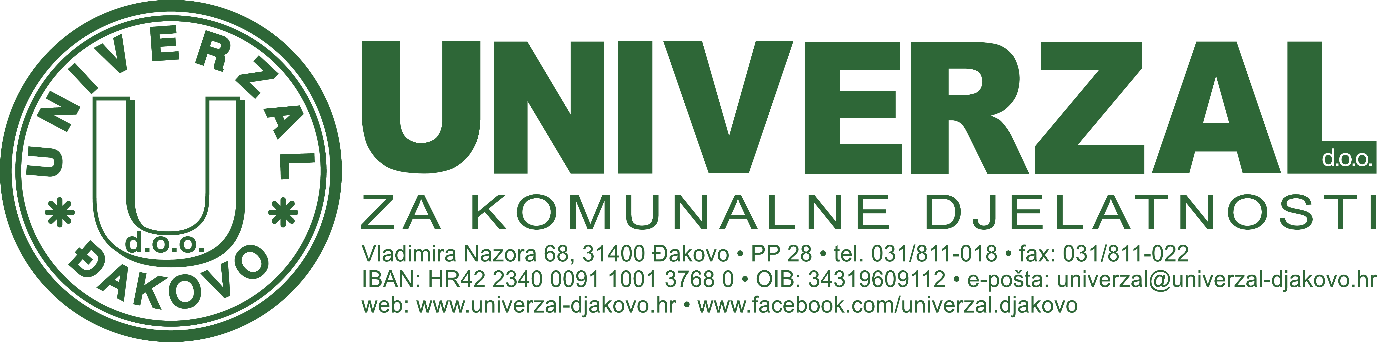 UNIVERZAL
U
d.o.o.
ĐAKOVO
UNIVERZAL d.o.o.
ZA KOMUNALNE DJELATNOSTI
Vladimira Nazora 68, 31400 Đakovo • PP 28 • tel. 031/811-018 • fax: 031/811-022
IBAN: HR42 2340 0091 1001 3768 0 • OIB: 34319609112 • e-pošta: univerzal@univerzal-djakovo.hr
web: www.univerzal-djakovo.hr • www.facebook.com/univerzal.djakovo